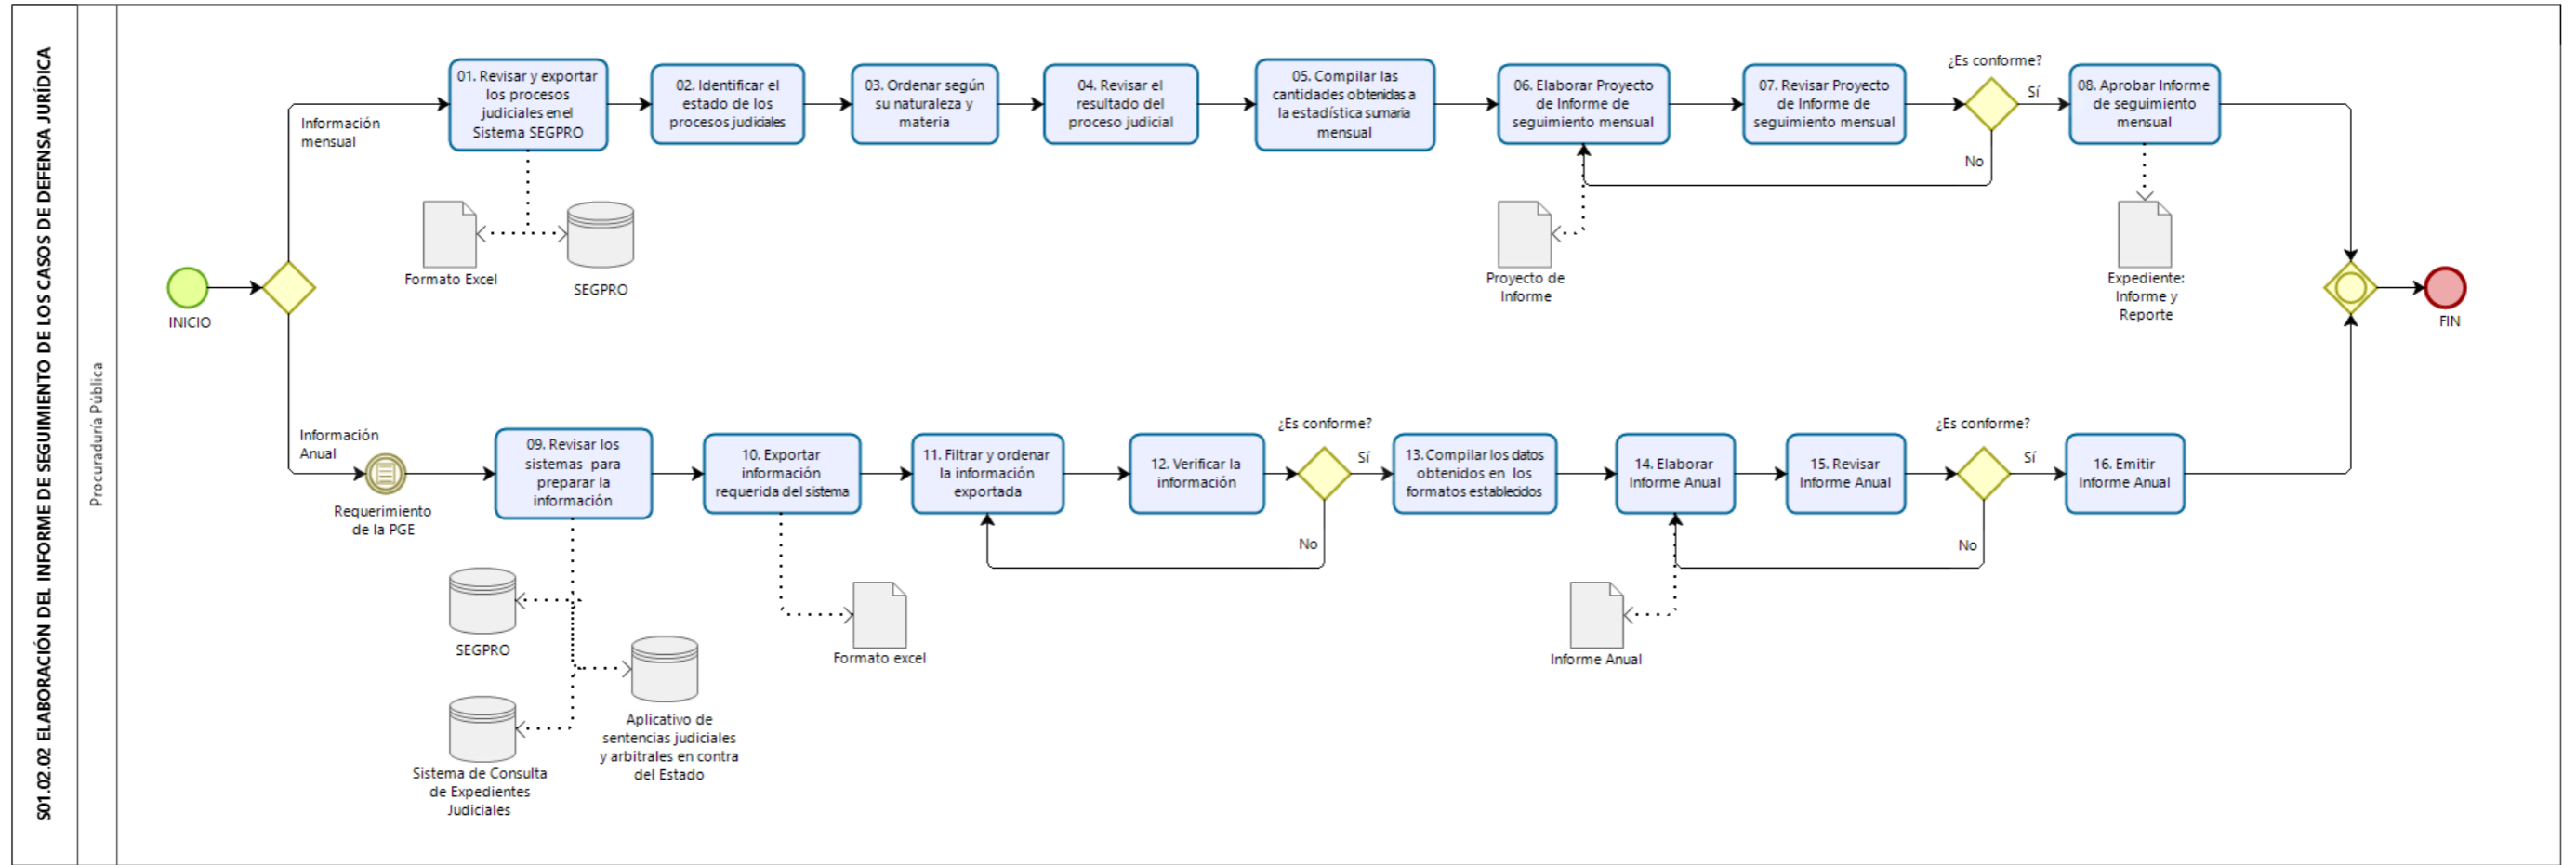 S01.02.02 ELABORACIÓN DEL INFORME DE SEGUIMIENTO DE LOS CASOS DE DEFENSA JURÍDICA
Procuraduría Pública
INICIO
Información
mensual
01. Revisar y exportar
los procesos
judiciales en el
Sistema SEGPRO
Formato Excel
SEGPRO
02. Identificar el
estado de los
procesos judiciales
03. Ordenar según
su naturaleza y
materia
04. Revisar el
resultado del
proceso judicial
05. Compilar las
cantidades obtenidas a
la estadística sumaria
mensual
06. Elaborar Proyecto
de Informe de
seguimiento mensual
Proyecto de
Informe
07. Revisar Proyecto
de Informe de
seguimiento mensual
¿Es conforme?
Sí
No
08. Aprobar Informe
de seguimiento
mensual
Expediente:
Informe y
Reporte
FIN
Información
Anual
Requerimiento
de la PGE
09. Revisar los
sistemas para
preparar la
información
SEGPRO
Sistema de Consulta
de Expedientes
Judiciales
Aplicativo de
sentencias judiciales
y arbitrales en contra
del Estado
10. Exportar
información
requerida del sistema
Formato excel
11. Filtrar y ordenar
la información
exportada
12. Verificar la
información
¿Es conforme?
Sí
No
13. Compilar los datos
obtenidos en los
formatos establecidos
14. Elaborar
Informe Anual
Informe Anual
15. Revisar
Informe Anual
¿Es conforme?
Sí
No
16. Emitir
Informe Anual